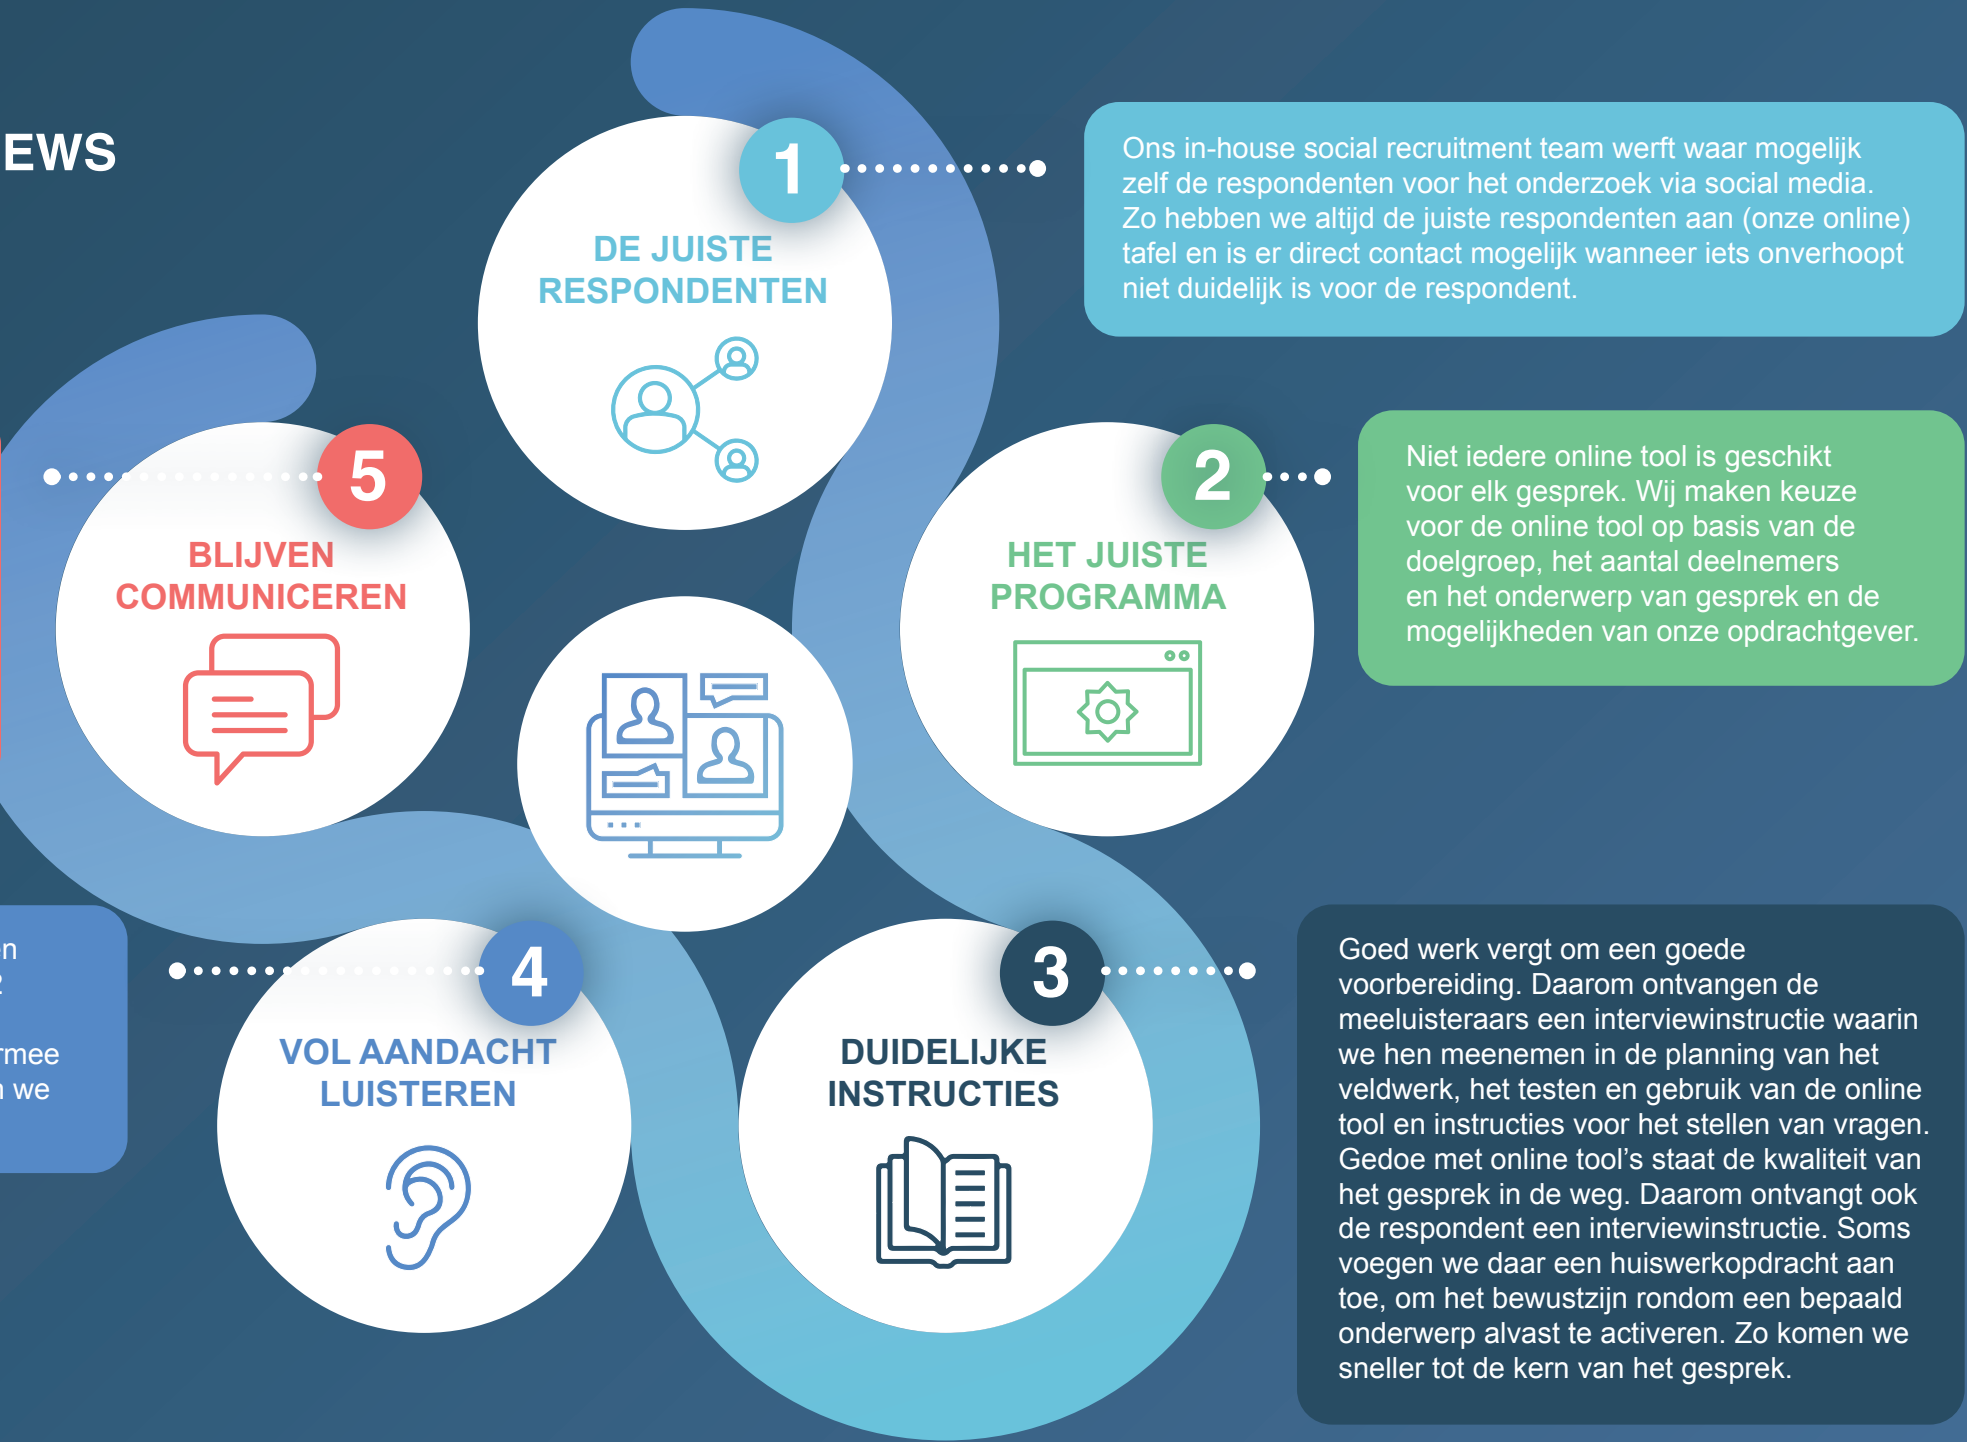 EWS
1
DE JUISTE
RESPONDENTEN
Ons in-house social recruitment team werft waar mogelijk
zelf de respondenten voor het onderzoek via social media.
Zo hebben we altijd de juiste respondenten aan (onze online)
tafel en is er direct contact mogelijk wanneer iets onverhoopt
niet duidelijk is voor de respondent.
2
HET JUISTE
PROGRAMMA
Niet iedere online tool is geschikt
voor elk gesprek. Wij maken keuze
voor de online tool op basis van de
doelgroep, het aantal deelnemers
en het onderwerp van gesprek en de
mogelijkheden van onze opdrachtgever.
3
DUIDELIJKE
INSTRUCTIES
Goed werk vergt om een goede
voorbereiding. Daarom ontvangen de
meeluisteraars een interviewinstructie waarin
we hen meenemen in de planning van het
veldwerk, het testen en gebruik van de online
tool en instructies voor het stellen van vragen.
Gedoe met online tool's staat de kwaliteit van
het gesprek in de weg. Daarom ontvangt ook
de respondent een interviewinstructie. Soms
voegen we daar een huiswerkopdracht aan
toe, om het bewustzijn rondom een bepaald
onderwerp alvast te activeren. Zo komen we
sneller tot de kern van het gesprek.
4
VOL AANDACHT
LUISTEREN
we
5
BLIJVEN
COMMUNICEREN